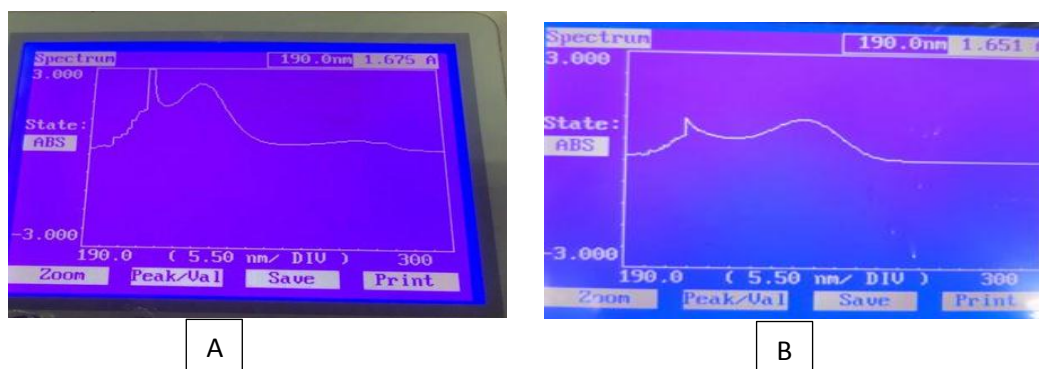 Spectrum 190.0nm 1.675 A
3.000
State:
ABS
-3.000
190.0 ( 5.50 nm/ DIV ) 300
Zoom Peak/Val Save Print
A
Spectrum 190.0nm 1.651
3.000
State:
ABS
-3.000
190.0 ( 5.50 nm/ DIV ) 300
Zoom Peak/Val Save Print
B